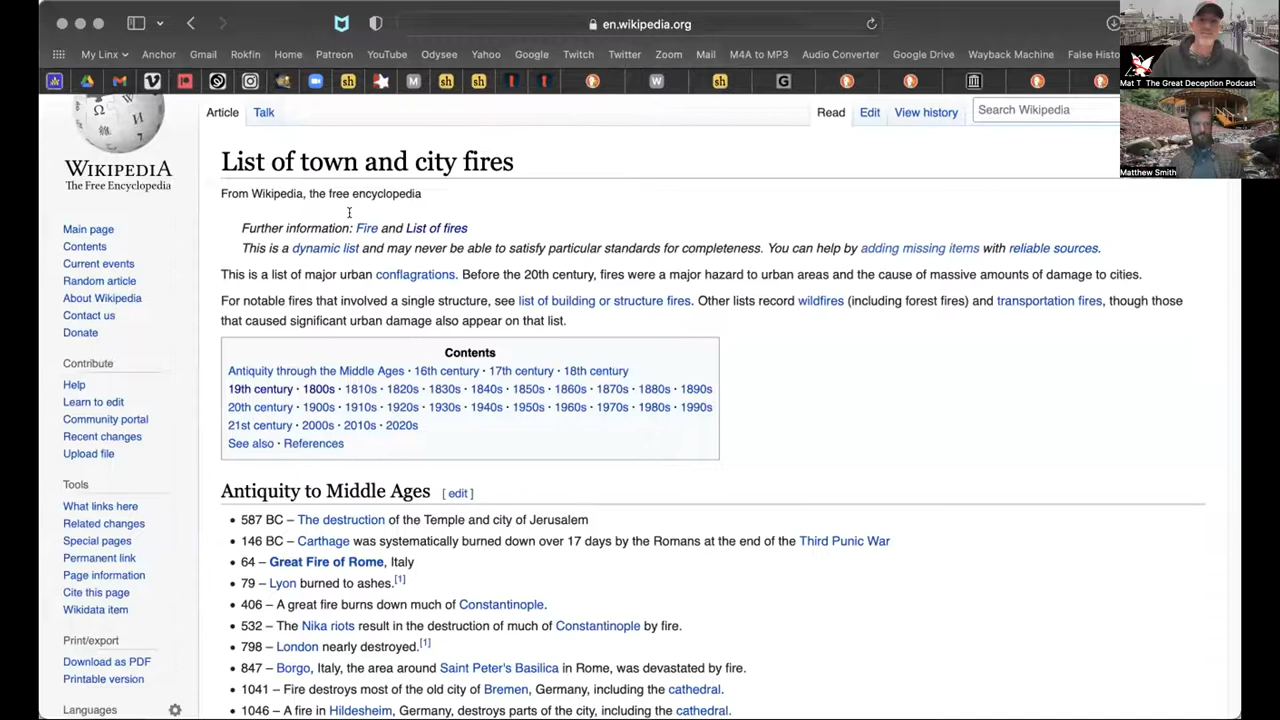 en.wikipedia.org
My Linx Anchor Gmail Rokfin Home Patreon YouTube Odysee Yahoo Google Twitch Twitter Zoom Mail M4A to MP3 Audio Converter Google Drive Wayback Machine False Histo
Mat T The Great Deception Podcast
Matthew Smith
WIKIPEDIA
The Free Encyclopedia
Main page
Contents
Current events
Random article
About Wikipedia
Contact us
Donate
Contribute
Help
Learn to edit
Community portal
Recent changes
Upload file
Tools
What links here
Related changes
Special pages
Permanent link
Page information
Cite this page
Wikidata item
Print/export
Download as PDF
Printable version
Languages
Article Talk Read Edit View history Search Wikipedia
List of town and city fires
From Wikipedia, the free encyclopedia
Further information: Fire and List of fires
This is a dynamic list and may never be able to satisfy particular standards for completeness. You can help by adding missing items with reliable sources.
This is a list of major urban conflagrations. Before the 20th century, fires were a major hazard to urban areas and the cause of massive amounts of damage to cities.
For notable fires that involved a single structure, see list of building or structure fires. Other lists record wildfires (including forest fires) and transportation fires, though those
that caused significant urban damage also appear on that list.
Contents
Antiquity through the Middle Ages · 16th century · 17th century · 18th century
19th century · 1800s · 1810s · 1820s · 1830s · 1840s · 1850s · 1860s · 1870s · 1880s · 1890s
20th century · 1900s · 1910s · 1920s · 1930s · 1940s · 1950s · 1960s · 1970s · 1980s · 1990s
21st century · 2000s · 2010s · 2020s
See also · References
Antiquity to Middle Ages [ edit ]
• 587 BC – The destruction of the Temple and city of Jerusalem
• 146 BC – Carthage was systematically burned down over 17 days by the Romans at the end of the Third Punic War
• 64 – Great Fire of Rome, Italy
• 79 – Lyon burned to ashes.[1]
• 406 – A great fire burns down much of Constantinople.
• 532 – The Nika riots result in the destruction of much of Constantinople by fire.
• 798 – London nearly destroyed.[1]
• 847 – Borgo, Italy, the area around Saint Peter's Basilica in Rome, was devastated by fire.
• 1041 – Fire destroys most of the old city of Bremen, Germany, including the cathedral.
• 1046 – A fire in Hildesheim, Germany, destroys parts of the city, including the cathedral.